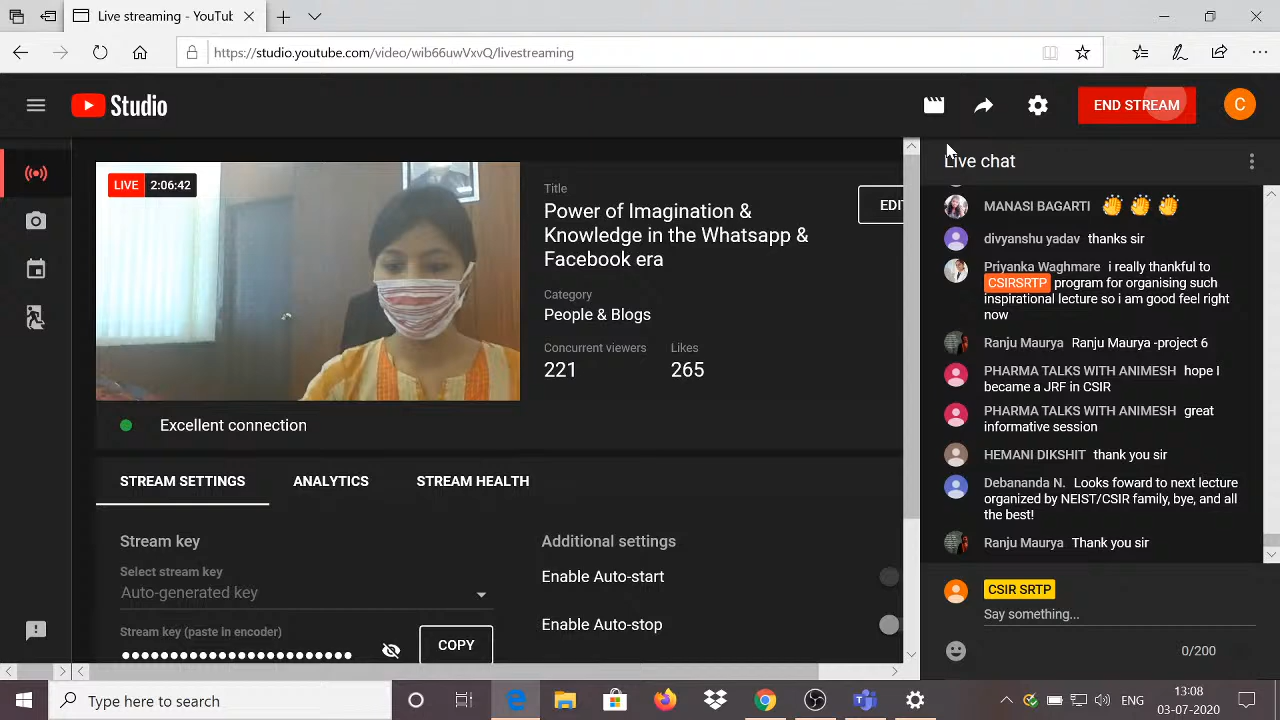 Live streaming - YouTub
https://studio.youtube.com/video/wib66uwVxvQ/livestreaming
Studio
END STREAM
C
LIVE 2:06:42
Title
Power of Imagination &
Knowledge in the Whatsapp &
Facebook era
EDI
Category
People & Blogs
Concurrent viewers Likes
221 265
Excellent connection
STREAM SETTINGS ANALYTICS STREAM HEALTH
Stream key
Select stream key
Auto-generated key
Stream key (paste in encoder)
COPY
Additional settings
Enable Auto-start
Enable Auto-stop
Live chat
MANASI BAGARTI
divyanshu yadav thanks sir
Priyanka Waghmare i really thankful to
CSIRSRTP program for organising such
inspirational lecture so i am good feel right
now
Ranju Maurya Ranju Maurya -project 6
PHARMA TALKS WITH ANIMESH hope I
became a JRF in CSIR
PHARMA TALKS WITH ANIMESH great
informative session
HEMANI DIKSHIT thank you sir
Debananda N. Looks foward to next lecture
organized by NEIST/CSIR family, bye, and all
the best!
Ranju Maurya Thank you sir
CSIR SRTP
Say something...
0/200
Type here to search
ENG
13:08
03-07-2020